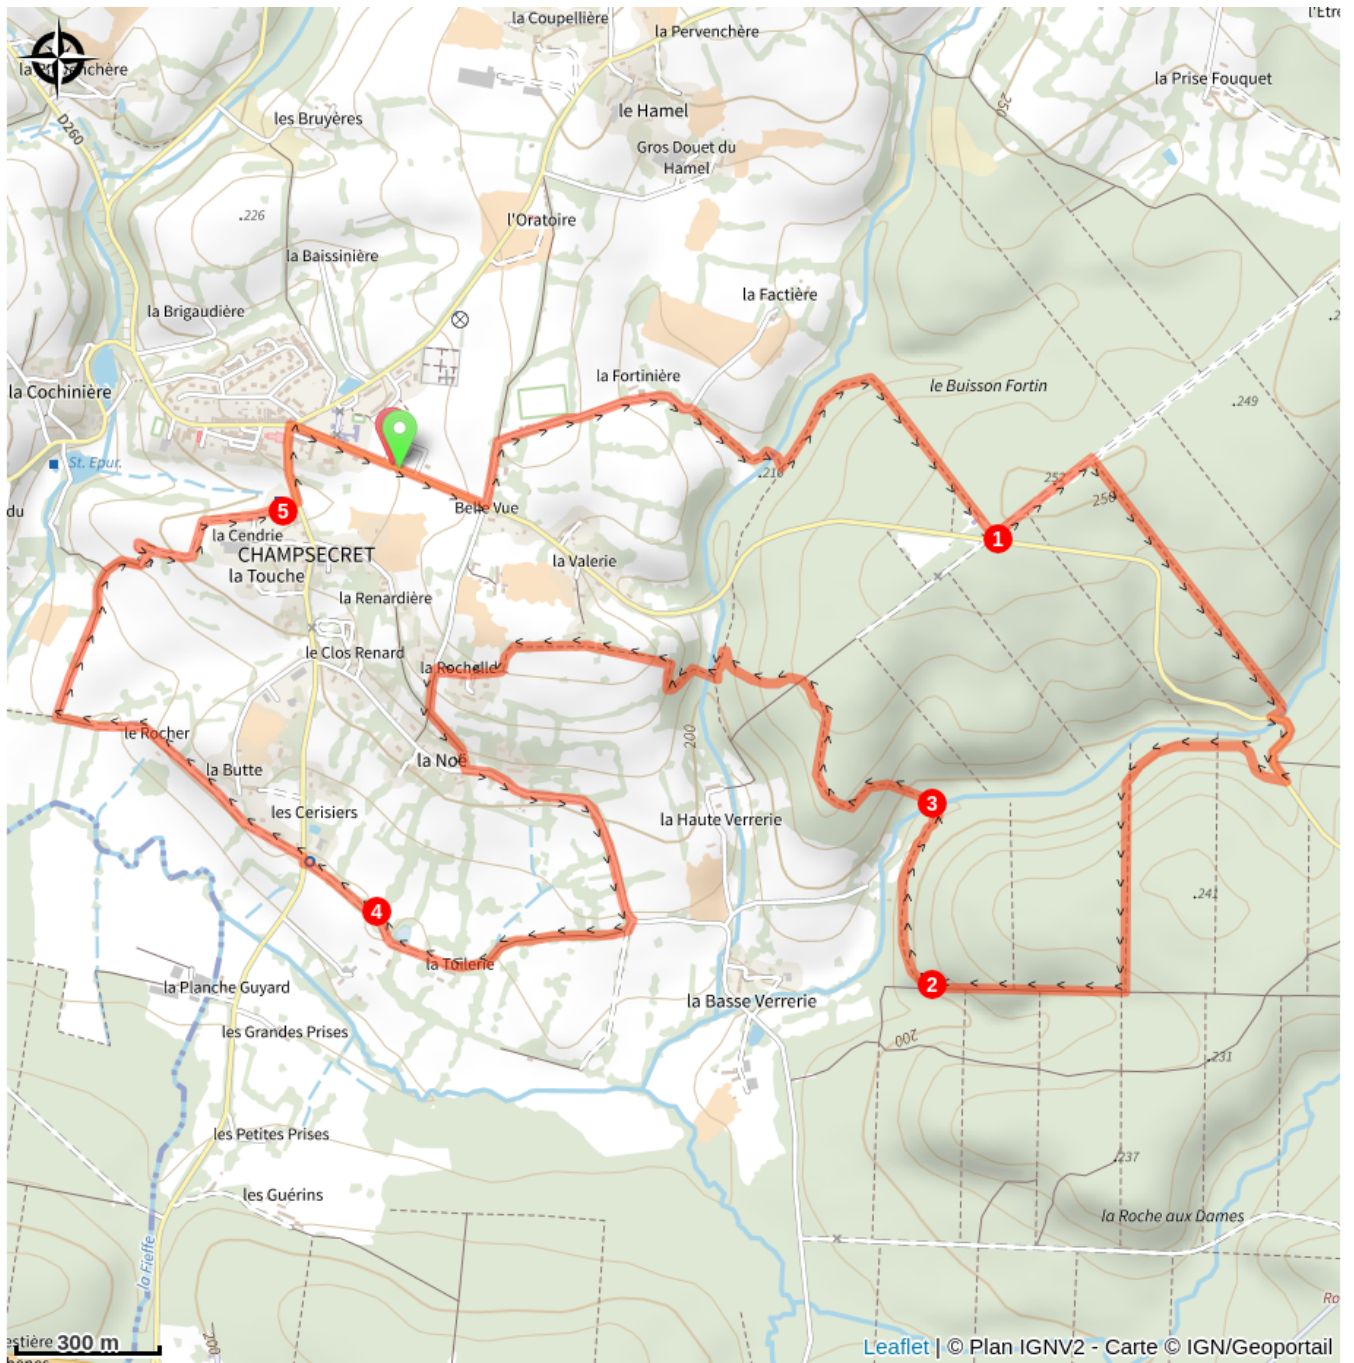 la Coupellière
la Pervenchère
D260
les Bruyères
le Hamel
la Prise Fouquet
250
Gros Douet du
Hamel
.226
l'Oratoire
la Baissinière
la Factière
la Brigaudière
la Fortinière
le Buisson Fortin
la Cochinière
.249
St. Epur.
.210
252
250
du
5
Belle Vue
1
la Cendrie
CHAMPSECRET
la Touche
la Valerie
la Renardière
le Clos Renard
la Rochelle
200
le Rocher
la Noë
la Butte
les Cerisiers
la Haute Verrerie
3
.241
4
la Tuilerie
2
la Planche Guyard
la Basse Verrerie
les Grandes Prises
200
.231
les Petites Prises
.237
les Guérins
la Roche aux Dames
la Fieffe
200
300 m
Leaflet | © Plan IGNV2 - Carte © IGN/Geoportail